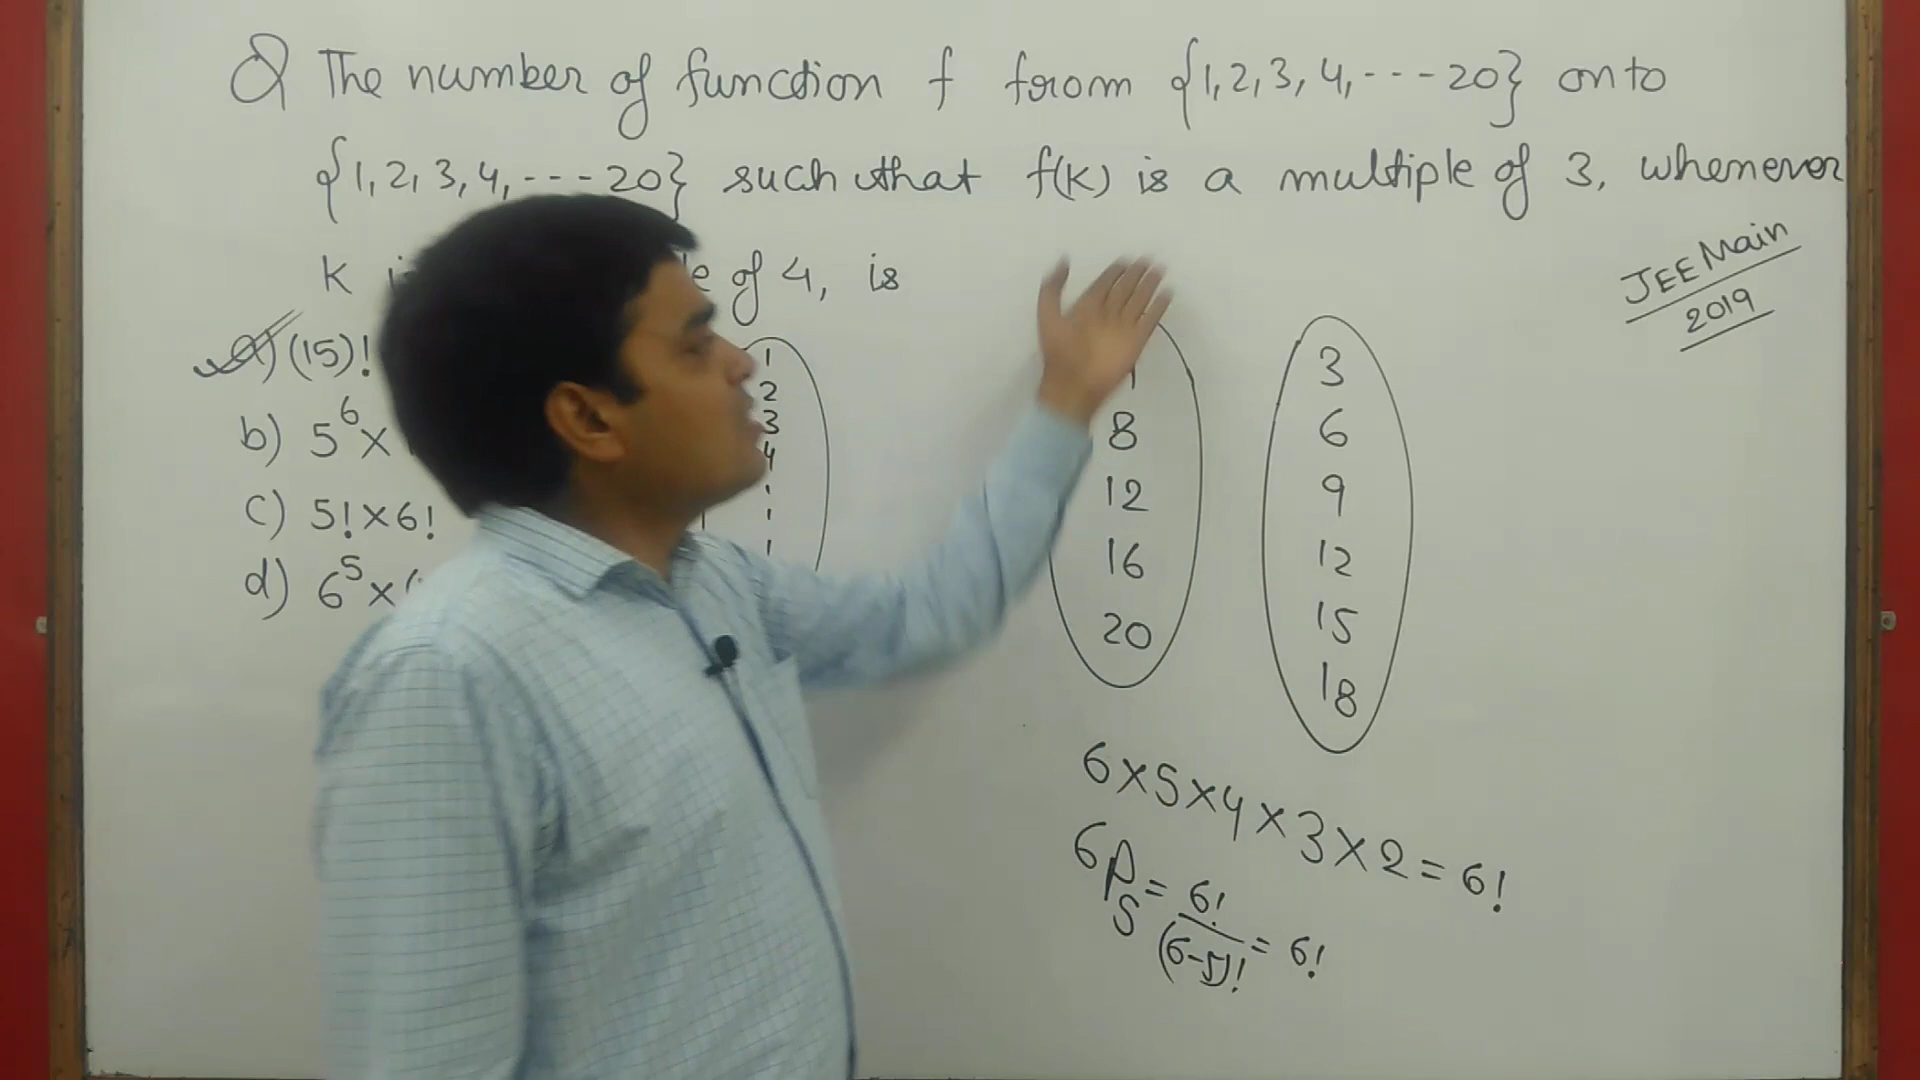 Q The number of function f from {1, 2, 3, 4, --- 20} onto
{1, 2, 3, 4, --- 20} such that f(K) is a multiple of 3, whenever
K of 4, is
JEE Main
2019
a) (15)!
b) 5⁶ ×
c) 5! × 6!
d) 6⁵ ×
1
2
3
4
8
12
16
20
3
6
9
12
15
18
6×5×4×3×2 = 6!
⁶P₅ = 6!/(6-5)! = 6!